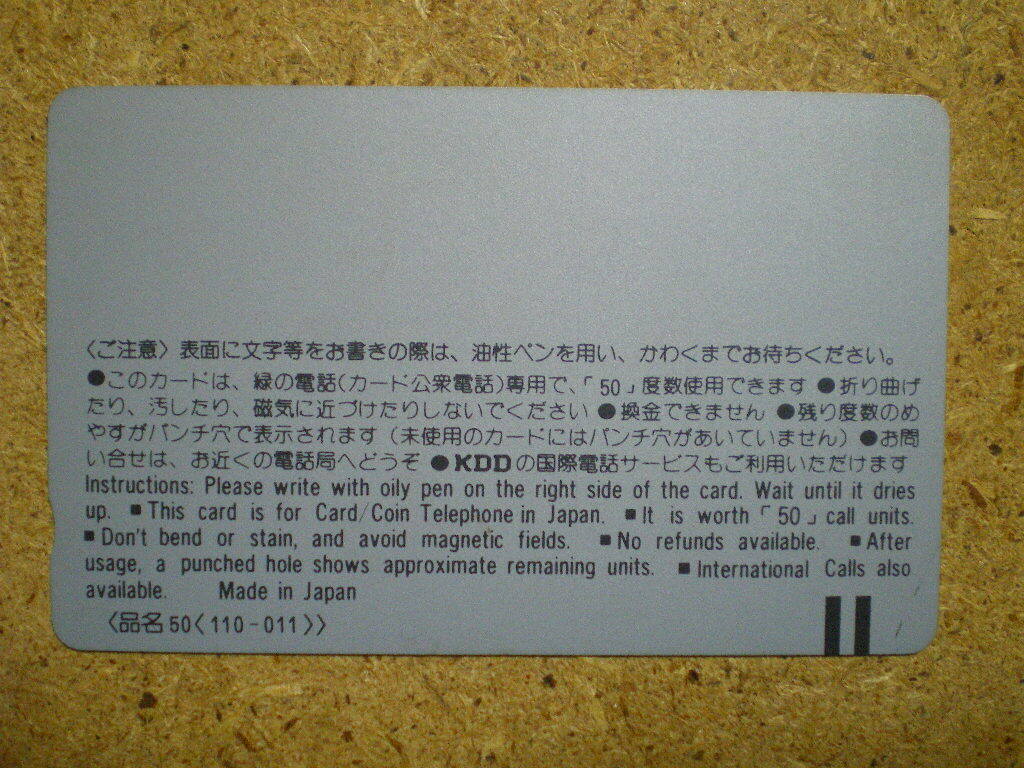 〈ご注意〉表面に文字等をお書きの際は、油性ペンを用い、かわくまでお待ちください。
●このカードは、緑の電話(カード公衆電話)専用で、「50」度数使用できます ●折り曲げ
たり、汚したり、磁気に近づけたりしないでください ●換金できません ●残り度数のめ
やすがパンチ穴で表示されます(未使用のカードにはパンチ穴があいていません) ●お問
い合せは、お近くの電話局へどうぞ ●KDDの国際電話サービスもご利用いただけます
Instructions: Please write with oily pen on the right side of the card. Wait until it dries
up. ■This card is for Card/Coin Telephone in Japan. ■It is worth「50」call units.
■Don't bend or stain, and avoid magnetic fields. ■No refunds available. ■After
usage, a punched hole shows approximate remaining units. ■International Calls also
available. Made in Japan
〈品名50〈110-011〉〉